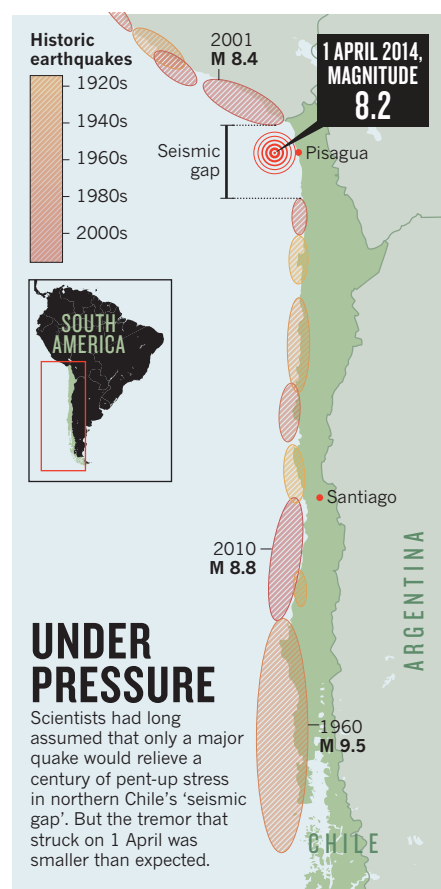 Historic
earthquakes
1920s
1940s
1960s
1980s
2000s
2001
M 8.4
1 APRIL 2014,
MAGNITUDE
8.2
Seismic
gap
Pisagua
SOUTH
AMERICA
Santiago
2010
M 8.8
ARGENTINA
1960
M 9.5
CHILE
UNDER
PRESSURE
Scientists had long
assumed that only a major
quake would relieve a
century of pent-up stress
in northern Chile’s ‘seismic
gap’. But the tremor that
struck on 1 April was
smaller than expected.